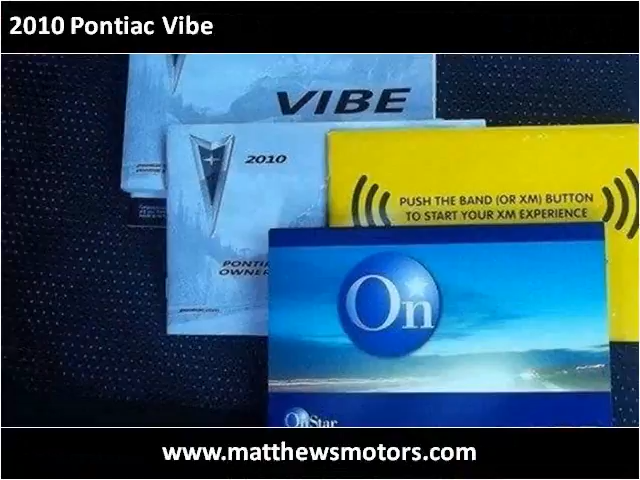 2010 Pontiac Vibe
VIBE
2010
PUSH THE BAND (OR XM) BUTTON
TO START YOUR XM EXPERIENCE
PONTIAC
OWNER
On
OnStar
www.matthewsmotors.com